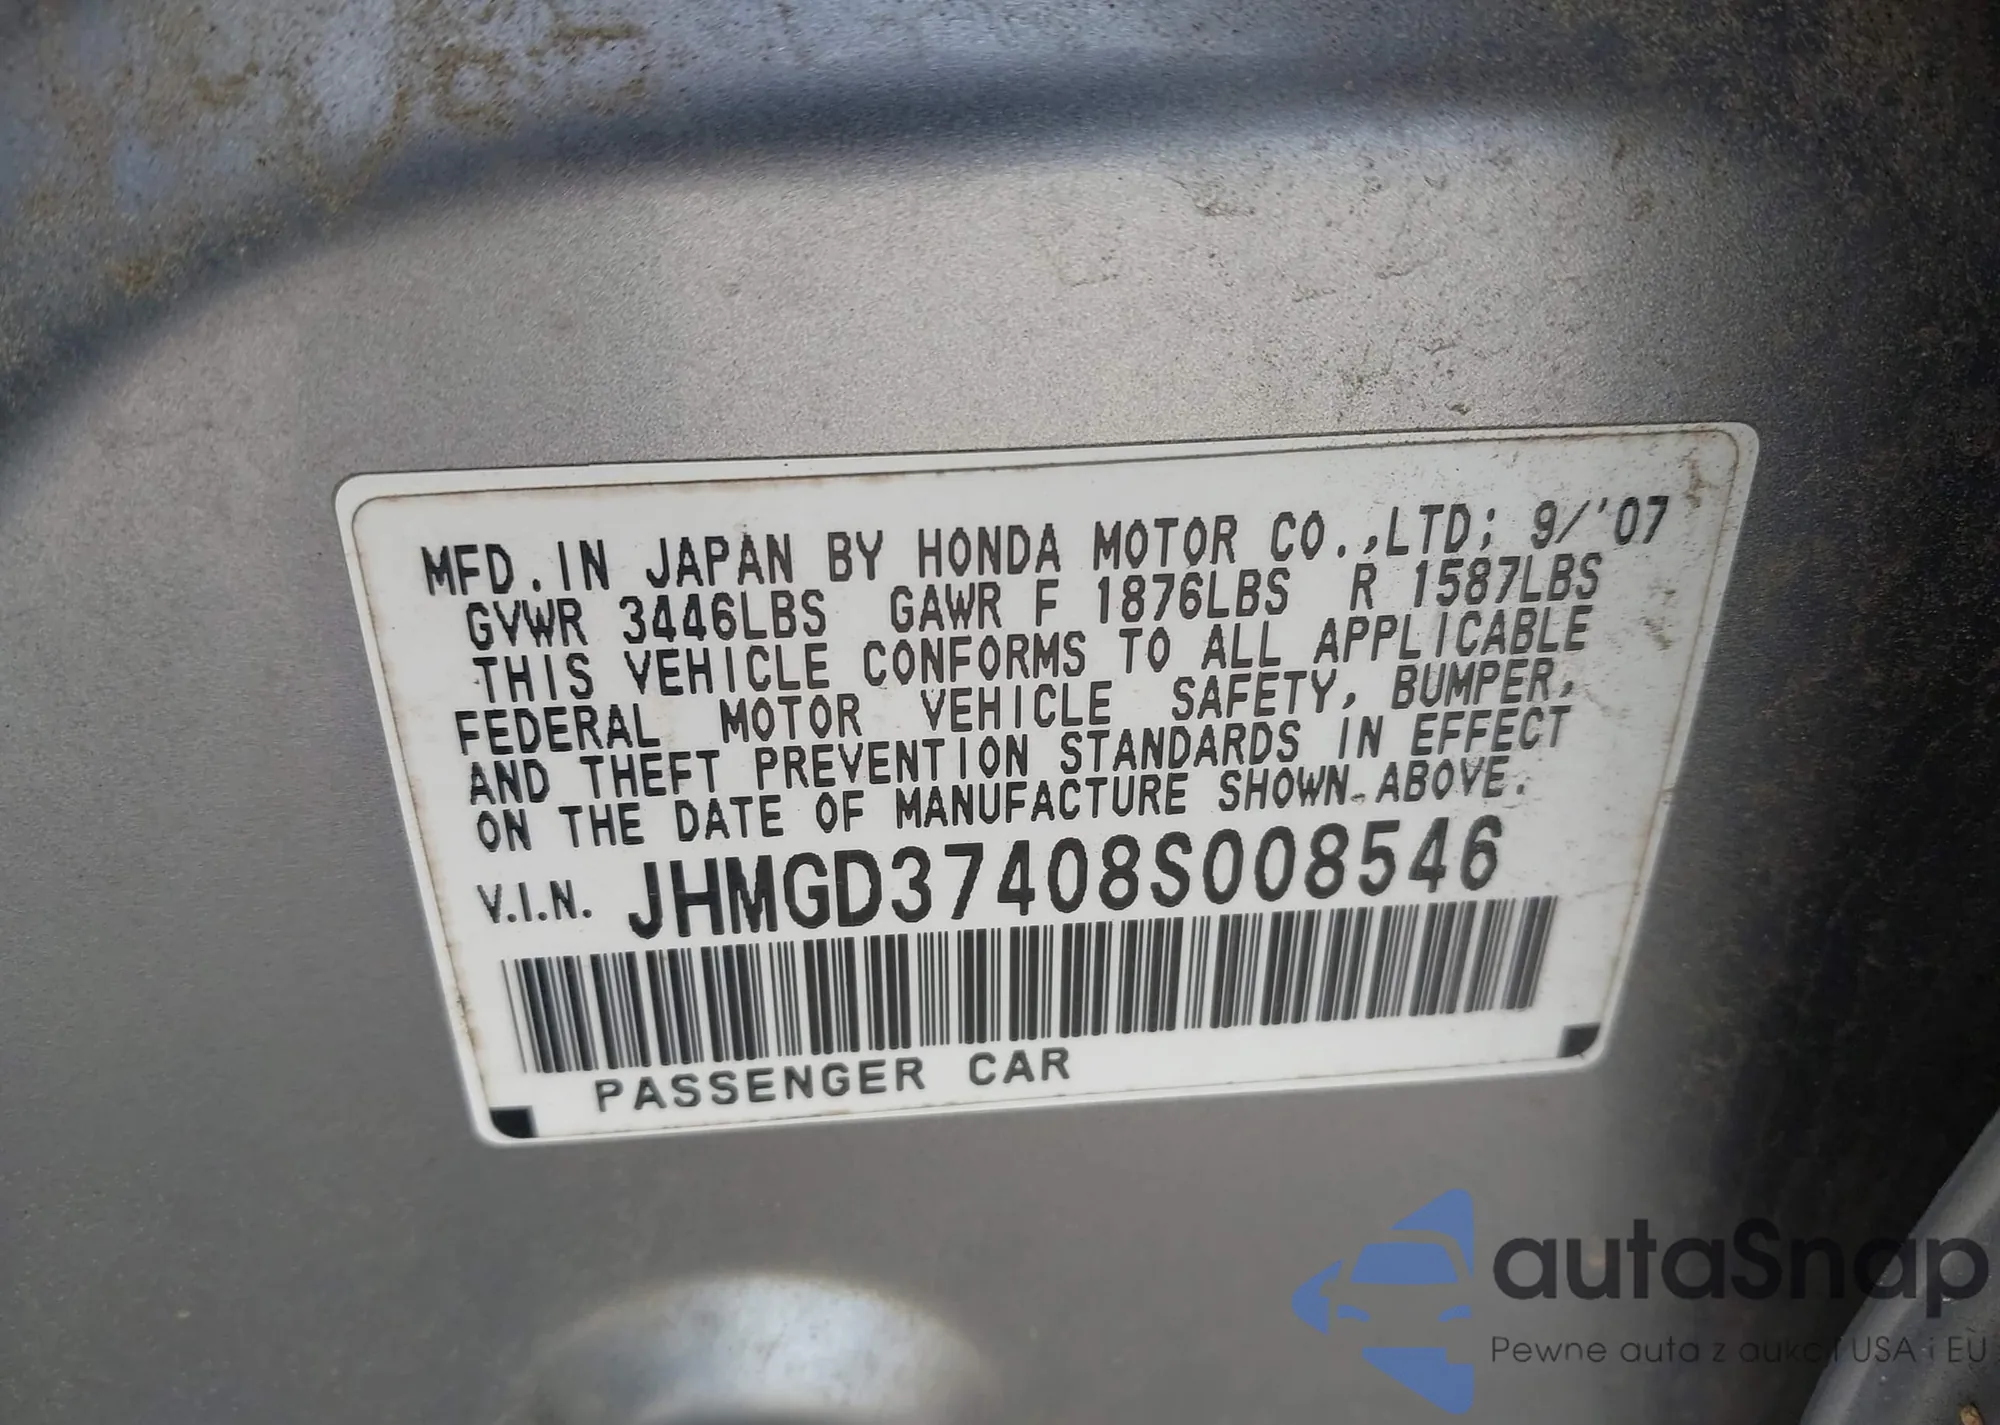 MFD. IN JAPAN BY HONDA MOTOR CO.,LTD; 9/'07
GVWR 3446LBS GAWR F 1876LBS R 1587LBS
THIS VEHICLE CONFORMS TO ALL APPLICABLE
FEDERAL MOTOR VEHICLE SAFETY, BUMPER,
AND THEFT PREVENTION STANDARDS IN EFFECT
ON THE DATE OF MANUFACTURE SHOWN ABOVE.
V.I.N. JHMGD37408S008546
PASSENGER CAR
autaSnap
Pewne auta z aukcji USA i EU